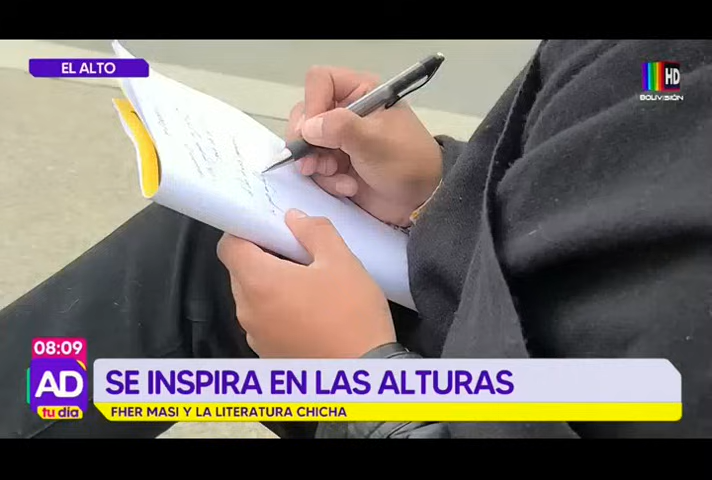 EL ALTO
HD
BOLIVISIÓN
08:09
AD
tu día
SE INSPIRA EN LAS ALTURAS
FHER MASI Y LA LITERATURA CHICHA